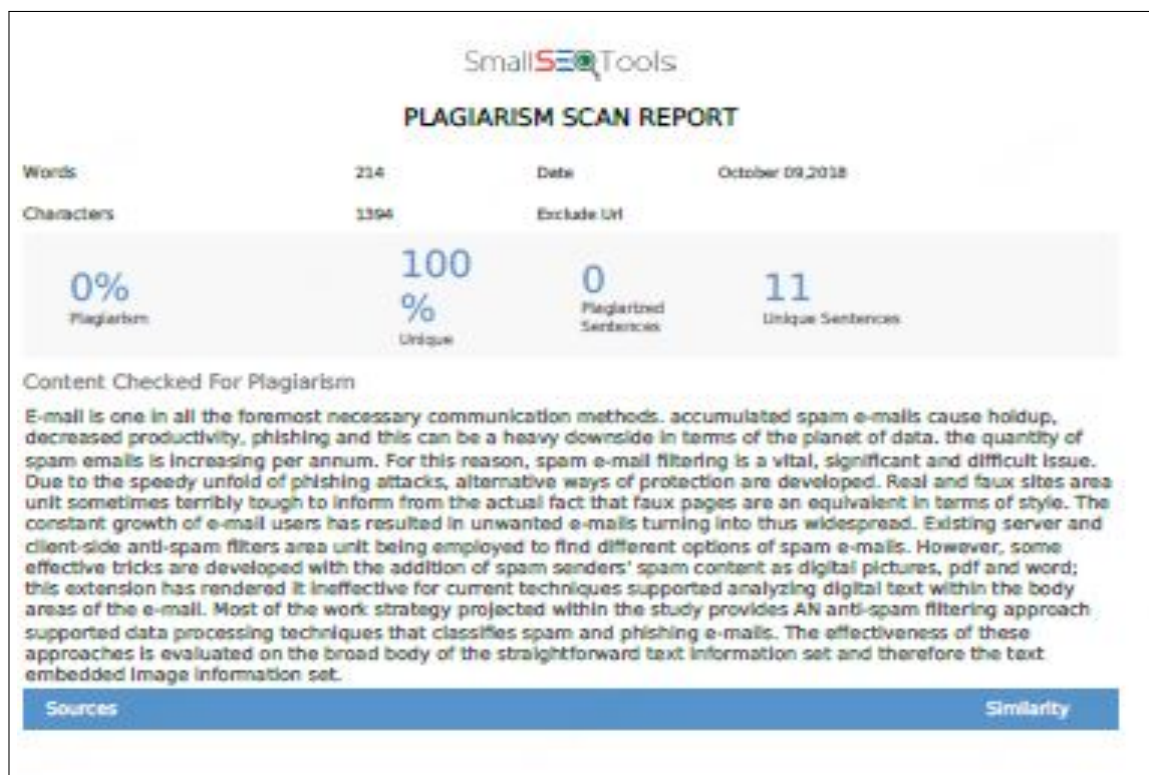 SmallSEOTools
PLAGIARISM SCAN REPORT
Words 214 Date October 09,2018
Characters 1394 Exclude Url
0% Plagiarism
100 % Unique
0 Plagiarized Sentences
11 Unique Sentences
Content Checked For Plagiarism
E-mail is one in all the foremost necessary communication methods. accumulated spam e-mails cause holdup,
decreased productivity, phishing and this can be a heavy downside in terms of the planet of data. the quantity of
spam emails is increasing per annum. For this reason, spam e-mail filtering is a vital, significant and difficult issue.
Due to the speedy unfold of phishing attacks, alternative ways of protection are developed. Real and faux sites area
unit sometimes terribly tough to inform from the actual fact that faux pages are an equivalent in terms of style. The
constant growth of e-mail users has resulted in unwanted e-mails turning into thus widespread. Existing server and
client-side anti-spam filters area unit being employed to find different options of spam e-mails. However, some
effective tricks are developed with the addition of spam senders' spam content as digital pictures, pdf and word;
this extension has rendered it ineffective for current techniques supported analyzing digital text within the body
areas of the e-mail. Most of the work strategy projected within the study provides AN anti-spam filtering approach
supported data processing techniques that classifies spam and phishing e-mails. The effectiveness of these
approaches is evaluated on the broad body of the straightforward text information set and therefore the text
embedded image information set.
Sources Similarity